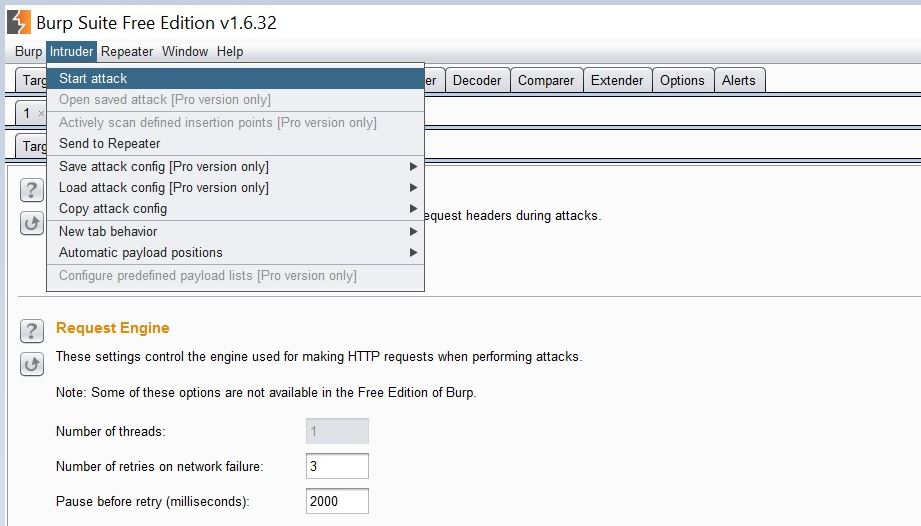 Burp Suite Free Edition v1.6.32
Burp Intruder Repeater Window Help
Decoder Comparer Extender Options Alerts
Start attack
Open saved attack [Pro version only]
1 ×
Actively scan defined insertion points [Pro version only]
Send to Repeater
Save attack config [Pro version only]
Load attack config [Pro version only]
Copy attack config
equest headers during attacks.
New tab behavior
Automatic payload positions
Configure predefined payload lists [Pro version only]
? Request Engine
These settings control the engine used for making HTTP requests when performing attacks.
Note: Some of these options are not available in the Free Edition of Burp.
Number of threads: 1
Number of retries on network failure: 3
Pause before retry (milliseconds): 2000